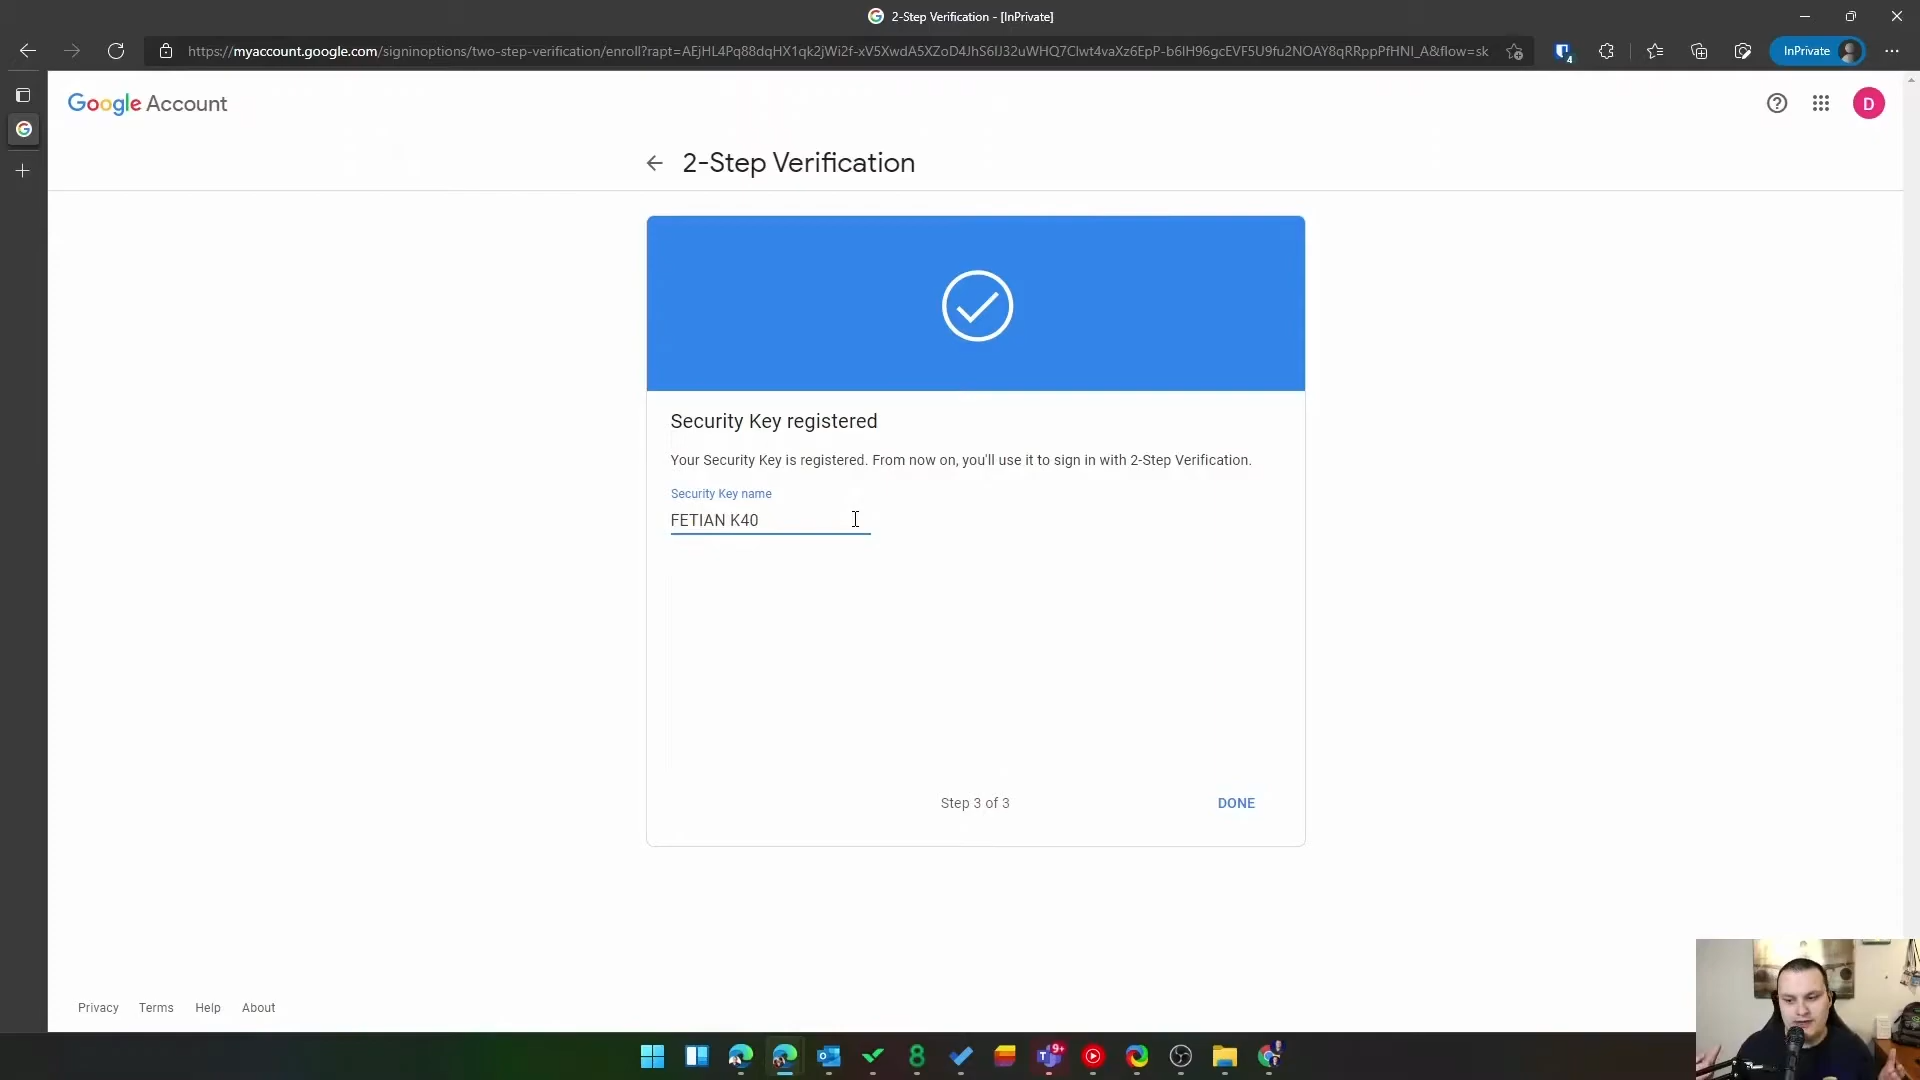 2-Step Verification - [InPrivate]
https://myaccount.google.com/signinoptions/two-step-verification/enroll?rapt=AEjHL4Pq88dqHX1qk2jWi2f-xV5XwdA5XZoD4JhS6IJ32uWHQ7Clwt4vaXz6EpP-b6lH96gcEVF5U9fu2NOAY8qRRppPfHNI_A&flow=sk
4
InPrivate
Google Account
D
2-Step Verification
Security Key registered
Your Security Key is registered. From now on, you'll use it to sign in with 2-Step Verification.
Security Key name
FETIAN K40
Step 3 of 3
DONE
Privacy
Terms
Help
About
9+